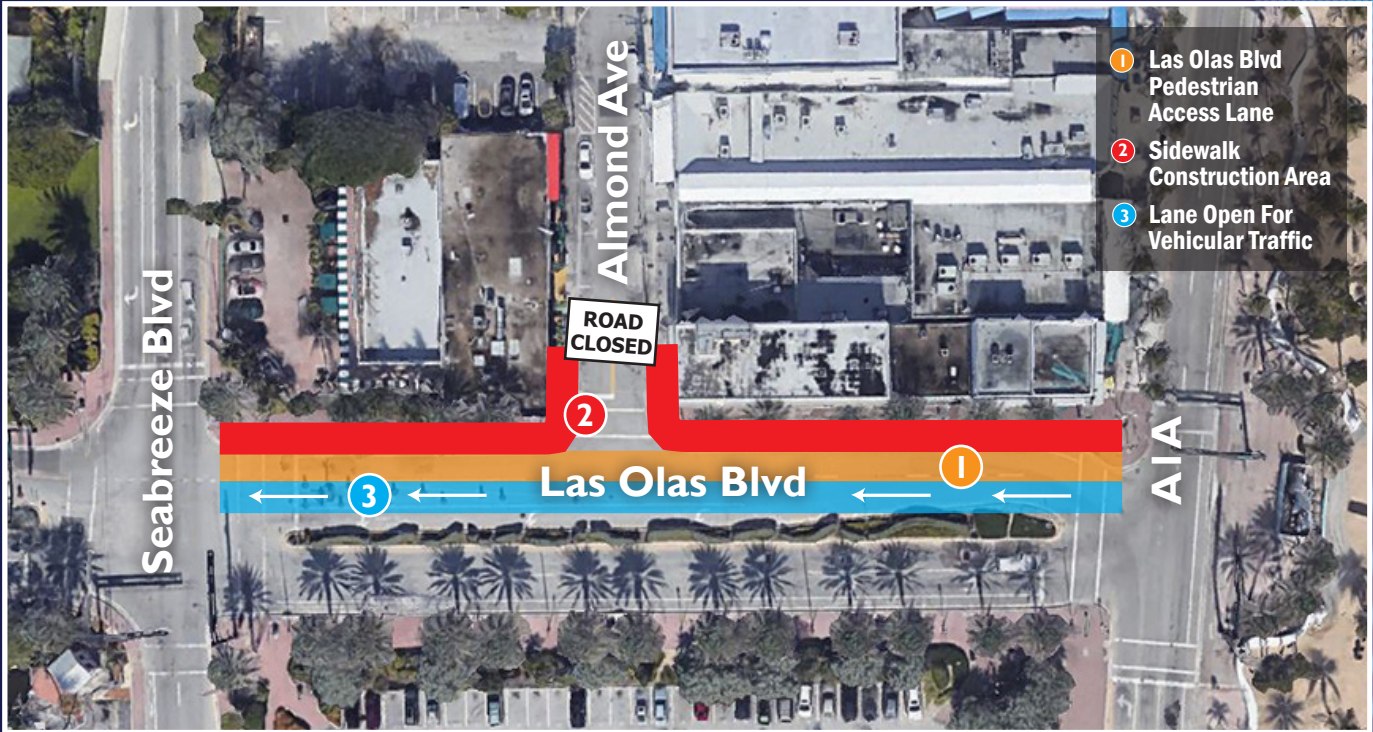 1 Las Olas Blvd
Pedestrian
Access Lane
2 Sidewalk
Construction Area
3 Lane Open For
Vehicular Traffic
Almond Ave
ROAD
CLOSED
Seabreeze Blvd
2
1
Las Olas Blvd
3
A1A